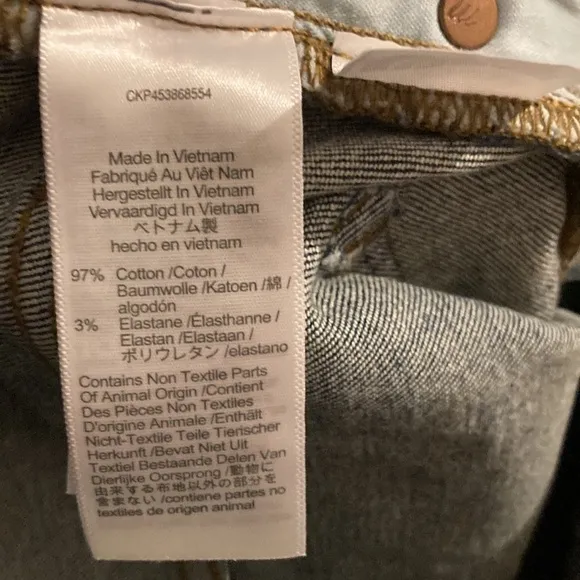 CKP453868554
Made In Vietnam
Fabriqué Au Viêt Nam
Hergestellt In Vietnam
Vervaardigd In Vietnam
ベトナム製
hecho en vietnam
97% Cotton /Coton /
Baumwolle /Katoen /綿 /
algodón
3% Elastane /Élasthanne /
Elastan /Elastaan /
ポリウレタン /elastano
Contains Non Textile Parts
Of Animal Origin /Contient
Des Pièces Non Textiles
D'origine Animale /Enthält
Nicht-Textile Teile Tierischer
Herkunft /Bevat Niet Uit
Textiel Bestaande Delen Van
Dierlijke Oorsprong /動物に
由来する布地以外の部分を
含まない /contiene partes no
textiles de origen animal